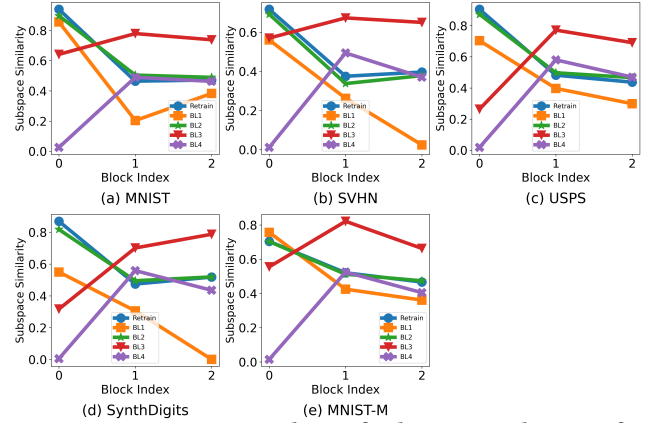 Subspace Similarity
0.8
0.6
0.4
0.2
0.0
0 1 2
Block Index
Retrain
BL1
BL2
BL3
BL4
(a) MNIST
Subspace Similarity
0.6
0.4
0.2
0.0
0 1 2
Block Index
Retrain
BL1
BL2
BL3
BL4
(b) SVHN
Subspace Similarity
0.8
0.6
0.4
0.2
0.0
0 1 2
Block Index
Retrain
BL1
BL2
BL3
BL4
(c) USPS
Subspace Similarity
0.8
0.6
0.4
0.2
0.0
0 1 2
Block Index
Retrain
BL1
BL2
BL3
BL4
(d) SynthDigits
Subspace Similarity
0.8
0.6
0.4
0.2
0.0
0 1 2
Block Index
Retrain
BL1
BL2
BL3
BL4
(e) MNIST-M